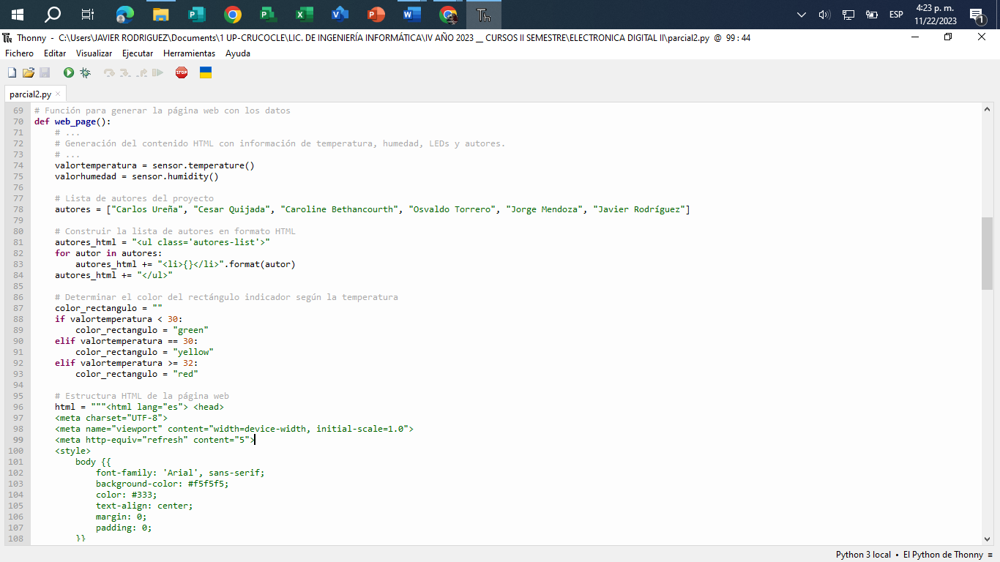 ESP
4:23 p. m.
11/22/2023
1
Th Thonny - C:\Users\JAVIER RODRIGUEZ\Documents\1 UP-CRUCOCLE\LIC. DE INGENIERÍA INFORMÁTICA\IV AÑO 2023 __ CURSOS II SEMESTRE\ELECTRONICA DIGITAL II\parcial2.py @ 99 : 44
Fichero Editar Visualizar Ejecutar Herramientas Ayuda
STOP
parcial2.py ×
69 # Función para generar la página web con los datos
70 def web_page():
71     # ...
72     # Generación del contenido HTML con información de temperatura, humedad, LEDs y autores.
73     # ...
74     valortemperatura = sensor.temperature()
75     valorhumedad = sensor.humidity()
76
77     # Lista de autores del proyecto
78     autores = ["Carlos Ureña", "Cesar Quijada", "Caroline Bethancourth", "Osvaldo Torrero", "Jorge Mendoza", "Javier Rodríguez"]
79
80     # Construir la lista de autores en formato HTML
81     autores_html = "<ul class='autores-list'>"
82     for autor in autores:
83         autores_html += "<li>{}</li>".format(autor)
84     autores_html += "</ul>"
85
86     # Determinar el color del rectángulo indicador según la temperatura
87     color_rectangulo = ""
88     if valortemperatura < 30:
89         color_rectangulo = "green"
90     elif valortemperatura == 30:
91         color_rectangulo = "yellow"
92     elif valortemperatura >= 32:
93         color_rectangulo = "red"
94
95     # Estructura HTML de la página web
96     html = """<html lang="es"> <head>
97     <meta charset="UTF-8">
98     <meta name="viewport" content="width=device-width, initial-scale=1.0">
99     <meta http-equiv="refresh" content="5">
100     <style>
101         body {{
102             font-family: 'Arial', sans-serif;
103             background-color: #f5f5f5;
104             color: #333;
105             text-align: center;
106             margin: 0;
107             padding: 0;
108         }}
Python 3 local • El Python de Thonny ≡